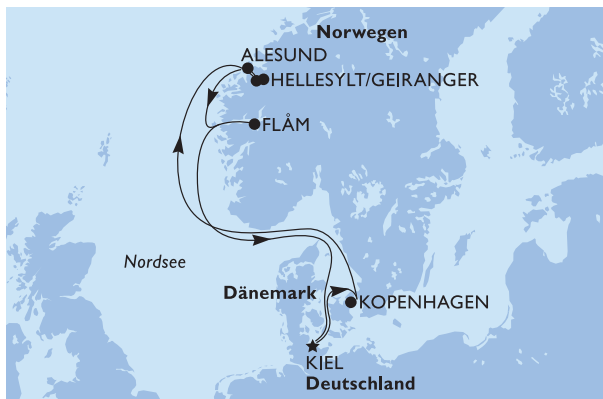 Norwegen
ALESUND
HELLESYLT/GEIRANGER
FLÅM
Nordsee
Dänemark
KOPENHAGEN
KIEL
Deutschland